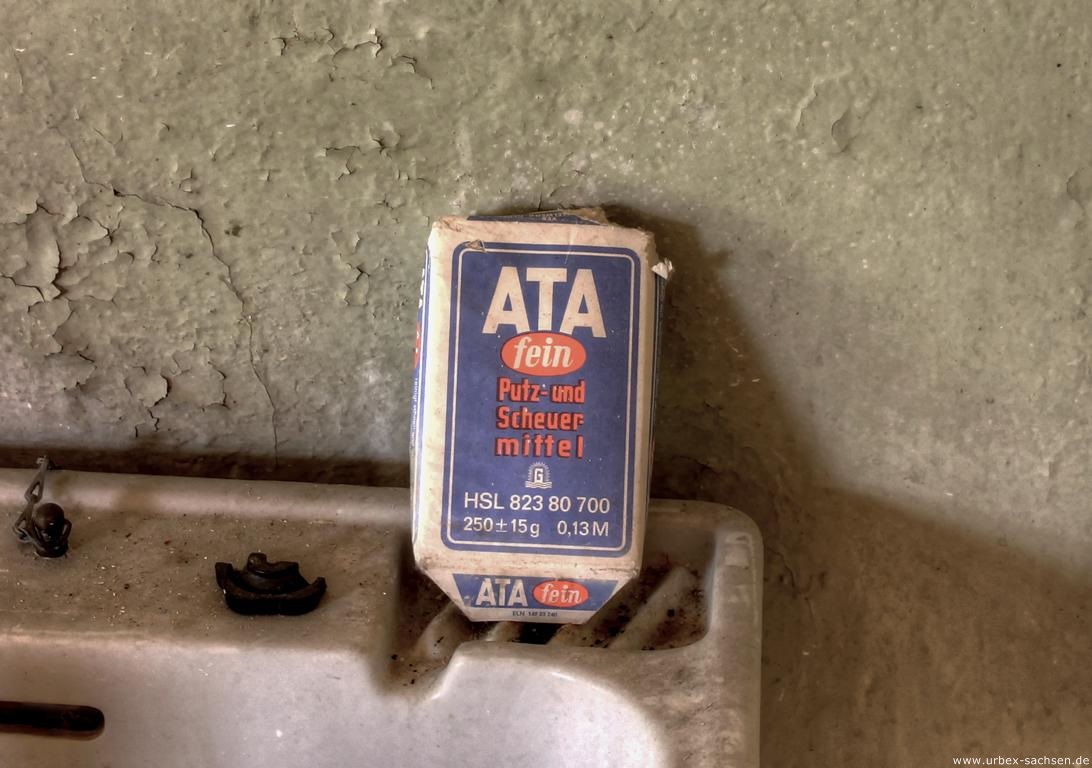 ATA
fein
Putz- und
Scheuer-
mittel
G
HSL 823 80 700
250±15g 0,13 M
ATA fein
www.urbex-sachsen.de